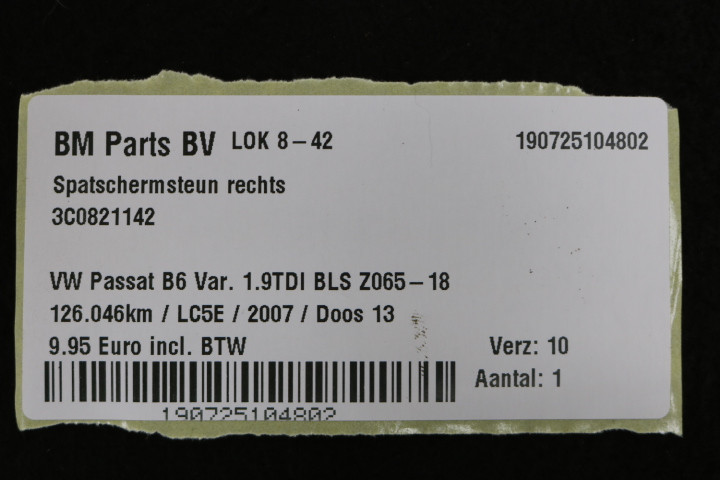 BM Parts BV LOK 8-42 190725104802
Spatschermsteun rechts
3C0821142
VW Passat B6 Var. 1.9TDI BLS Z065-18
126.046km / LC5E / 2007 / Doos 13
9.95 Euro incl. BTW Verz: 10
Aantal: 1
190725104802